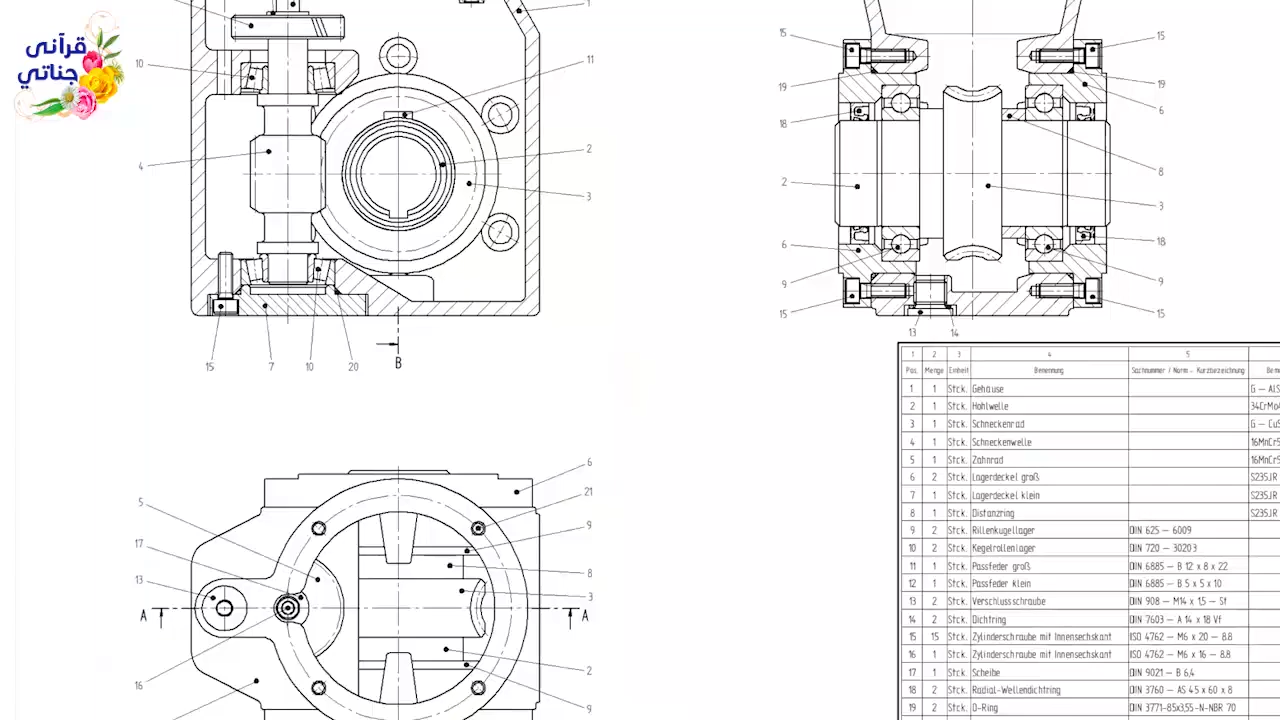 قرآنی
جناتي
10
4
11
2
3
1
15
7
10
20
B
15
19
18
2
6
9
15
13
14
15
19
6
8
3
18
9
15
5
17
13
A
16
6
21
9
8
3
A
2
9
1 2 3 4 5
Pos. Menge Einheit Benennung Sachnummer / Norm - Kurzbezeichnung Bem
1 1 Stck. Gehäuse G – AlS
2 1 Stck. Hohlwelle 34CrMo4
3 1 Stck. Schneckenrad G – CuS
4 1 Stck. Schneckenwelle 16MnCr5
5 1 Stck. Zahnrad 16MnCr5
6 2 Stck. Lagerdeckel groß S235JR
7 1 Stck. Lagerdeckel klein S235JR
8 1 Stck. Distanzring S235JR
9 2 Stck. Rillenkugellager DIN 625 – 6009
10 2 Stck. Kegelrollenlager DIN 720 – 30203
11 1 Stck. Passfeder groß DIN 6885 – B 12 x 8 x 22
12 1 Stck. Passfeder klein DIN 6885 – B 5 x 5 x 10
13 2 Stck. Verschlussschraube DIN 908 – M14 x 1,5 – St
14 2 Stck. Dichtring DIN 7603 – A 14 x 18 Vf
15 15 Stck. Zylinderschraube mit Innensechskant ISO 4762 – M6 x 20 – 8.8
16 1 Stck. Zylinderschraube mit Innensechskant ISO 4762 – M6 x 16 – 8.8
17 1 Stck. Scheibe DIN 9021 – B 6,4
18 2 Stck. Radial-Wellendichtring DIN 3760 – AS 45 x 60 x 8
19 2 Stck. O-Ring DIN 3771-85x3,55-N-NBR 70